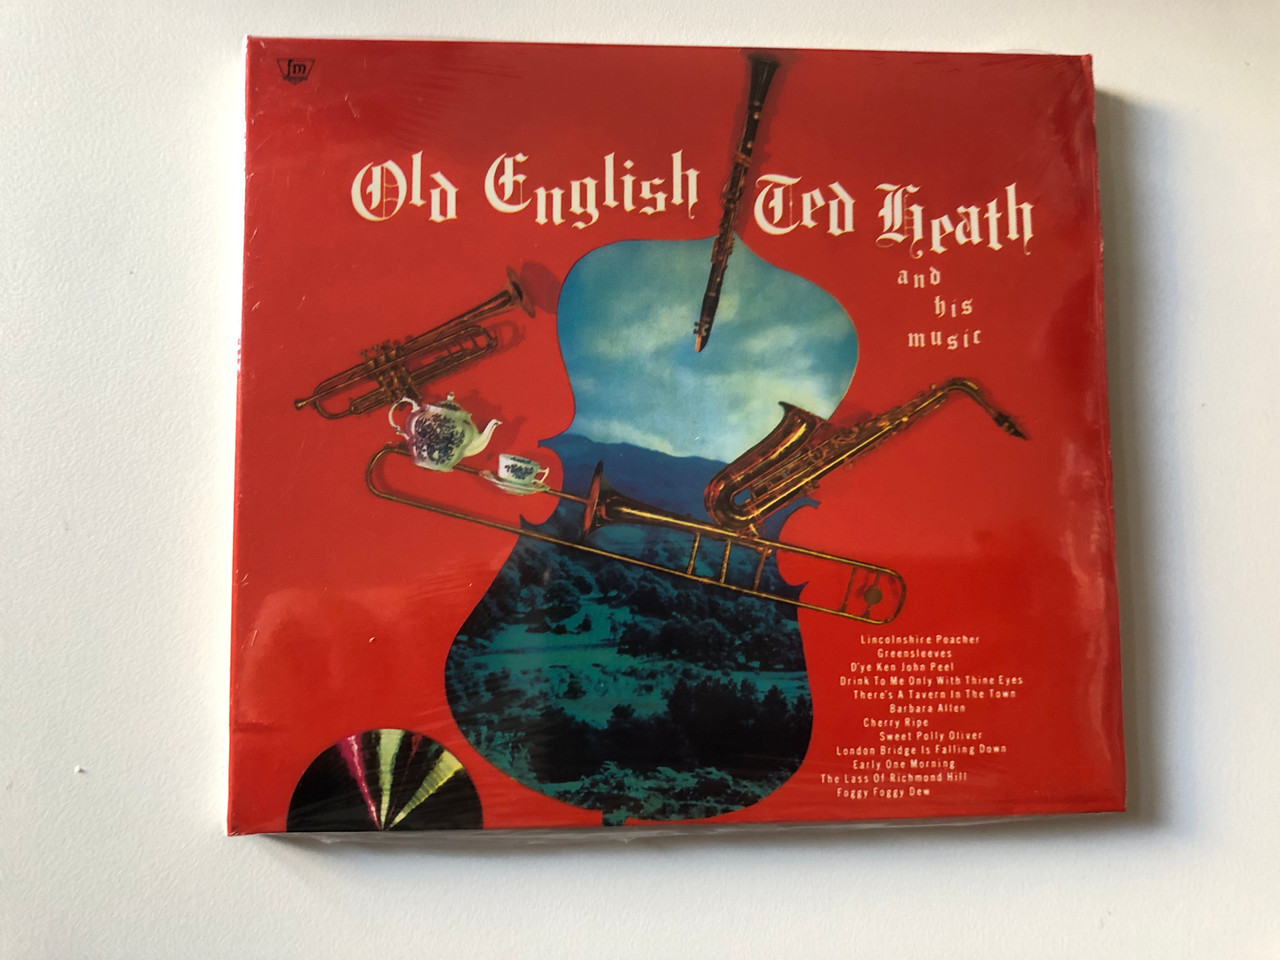 fm
Old English
Ted Heath
and
his
music
Lincolnshire Poacher
Greensleeves
D'ye Ken John Peel
Drink To Me Only With Thine Eyes
There's A Tavern In The Town
Barbara Allen
Cherry Ripe
Sweet Polly Oliver
London Bridge Is Falling Down
Early One Morning
The Lass Of Richmond Hill
Foggy Foggy Dew